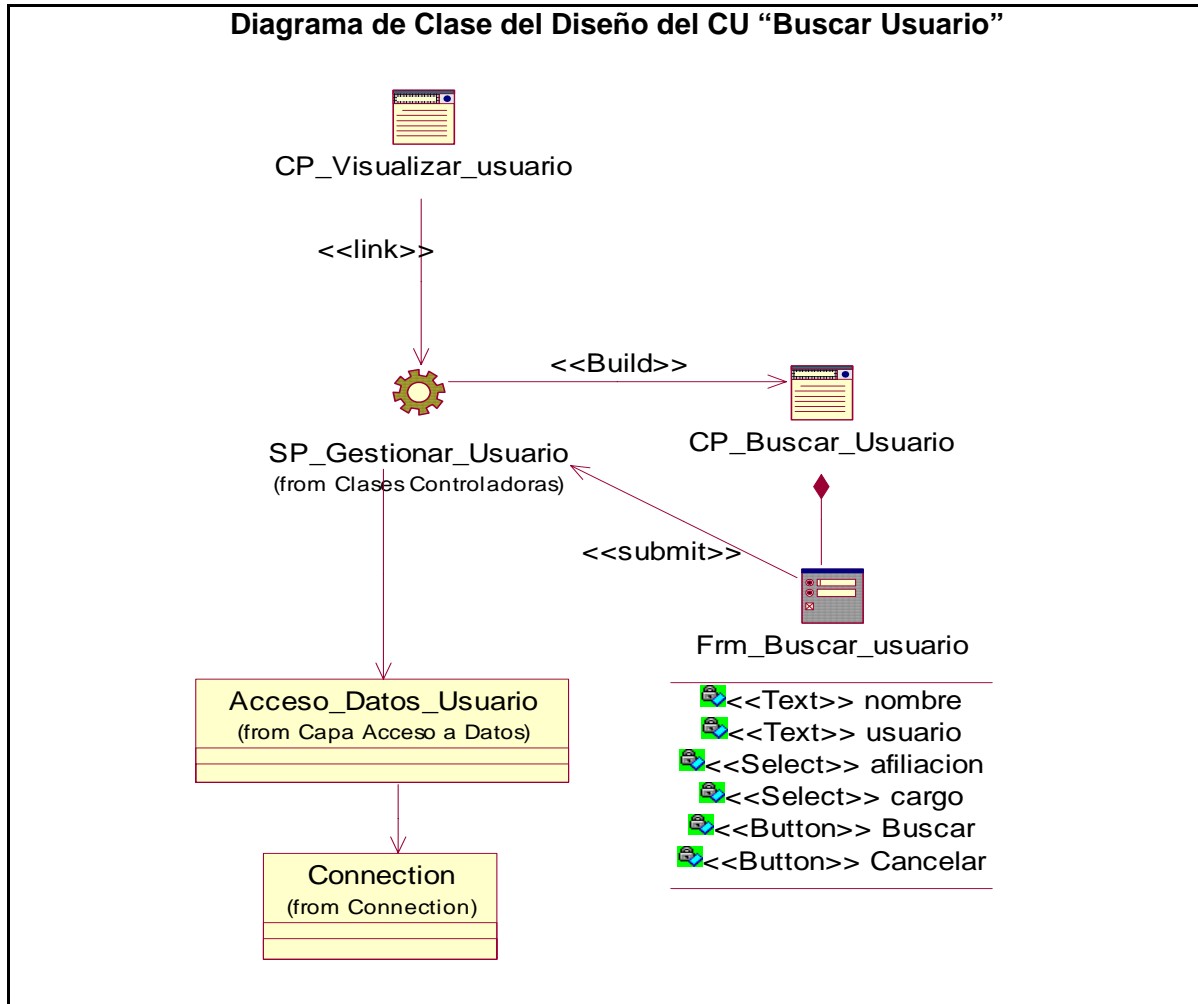 Diagrama de Clase del Diseño del CU “Buscar Usuario”
CP_Visualizar_usuario
<<link>>
<<Build>>
CP_Buscar_Usuario
SP_Gestionar_Usuario
(from Clases Controladoras)
<<submit>>
Frm_Buscar_usuario
<<Text>> nombre
<<Text>> usuario
<<Select>> afiliacion
<<Select>> cargo
<<Button>> Buscar
<<Button>> Cancelar
Acceso_Datos_Usuario
(from Capa Acceso a Datos)
Connection
(from Connection)